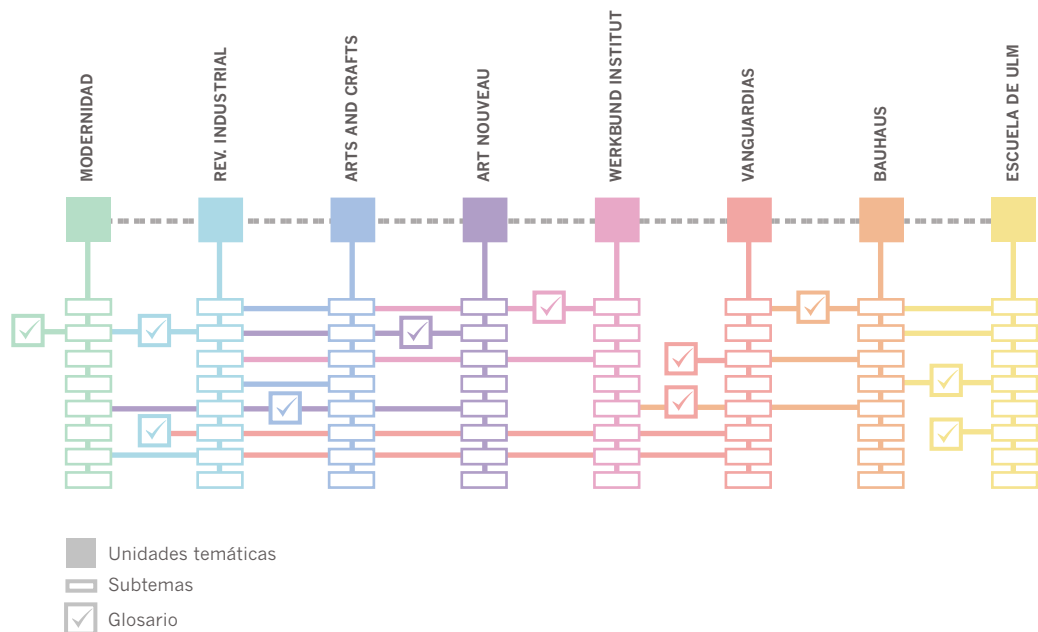 MODERNIDAD
REV. INDUSTRIAL
ARTS AND CRAFTS
ART NOUVEAU
WERKBUND INSTITUT
VANGUARDIAS
BAUHAUS
ESCUELA DE ULM
Unidades temáticas
Subtemas
Glosario